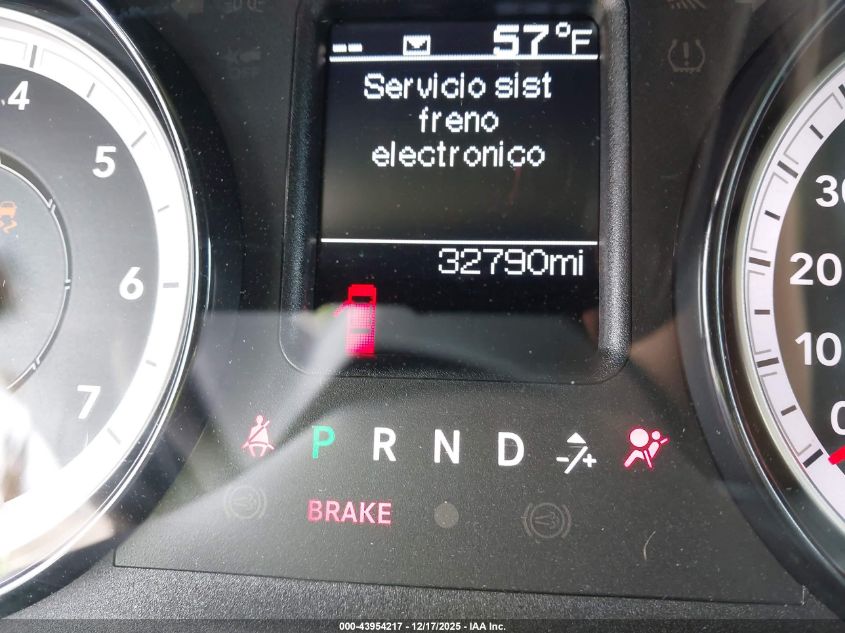 -- 57°F
Servicio sist
freno
electronico
32790mi
4
5
6
7
30
20
10
0
P R N D -/+
BRAKE
000-43954217 - 12/17/2025 - IAA Inc.